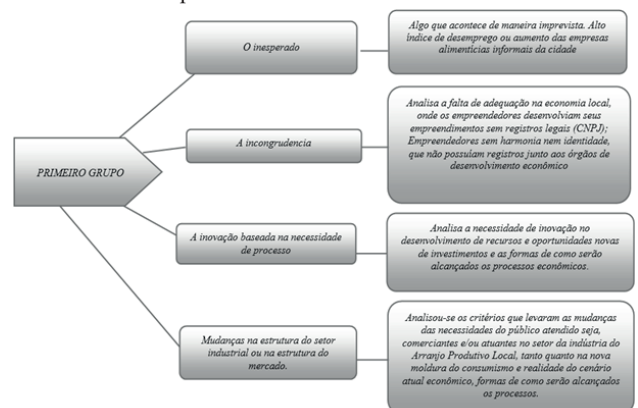 O inesperado
Algo que acontece de maneira imprevista. Alto
índice de desemprego ou aumento das empresas
alimentícias informais da cidade
A incongrudencia
Analisa a falta de adequação na economia local,
onde os empreendedores desenvolviam seus
empreendimentos sem registros legais (CNPJ);
Empreendedores sem harmonia nem identidade,
que não possuíam registros junto aos órgãos de
desenvolvimento econômico
PRIMEIRO GRUPO
A inovação baseada na necessidade
de processo
Analisa a necessidade de inovação no
desenvolvimento de recursos e oportunidades novas
de investimentos e as formas de como serão
alcançados os processos econômicos.
Mudanças na estrutura do setor
industrial ou na estrutura do
mercado.
Analisou-se os critérios que levaram as mudanças
das necessidades do público atendido seja,
comerciantes e/ou atuantes no setor da indústria do
Arranjo Produtivo Local, tanto quanto na nova
moldura do consumismo e realidade do cenário
atual econômico, formas de como serão alcançados
os processos.